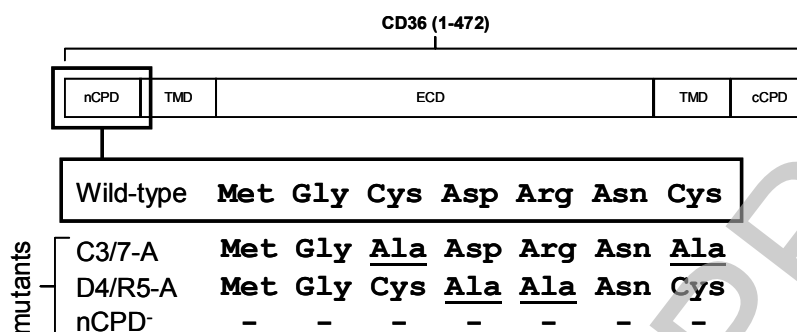 CD36 (1-472)
nCPD TMD ECD TMD cCPD
Wild-type Met Gly Cys Asp Arg Asn Cys
C3/7-A Met Gly Ala Asp Arg Asn Ala
D4/R5-A Met Gly Cys Ala Ala Asn Cys
nCPD- - - - - - - -
mutants